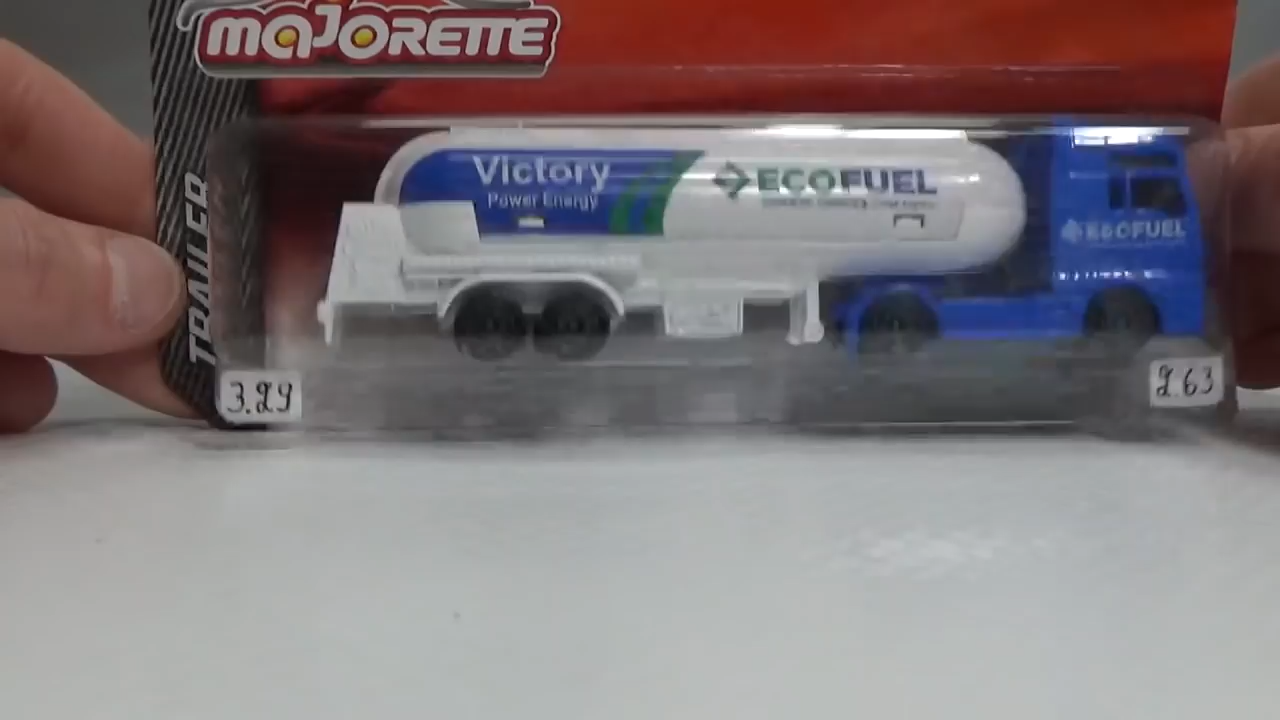 majorette
TRAILER
Victory
Power Energy
ECOFUEL
ECOFUEL
3.29
2.63